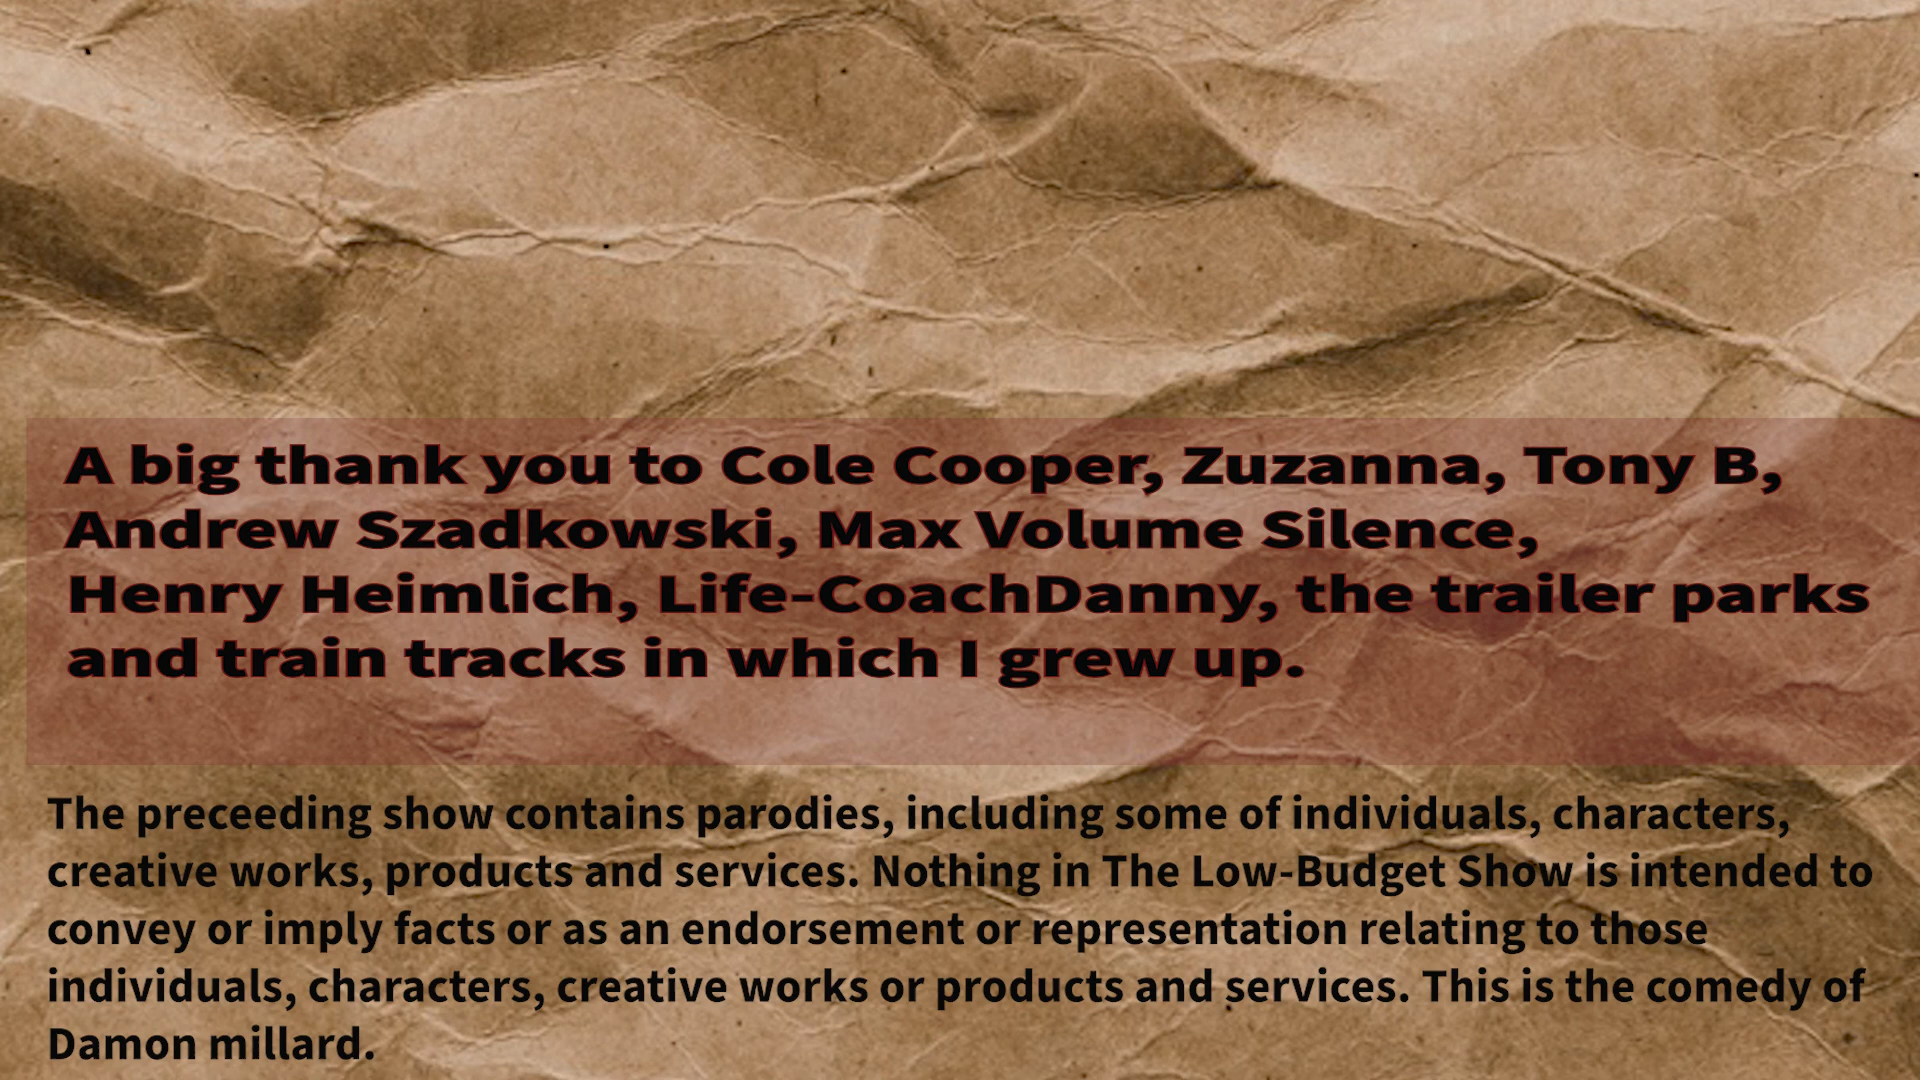 A big thank you to Cole Cooper, Zuzanna, Tony B,
Andrew Szadkowski, Max Volume Silence,
Henry Heimlich, Life-CoachDanny, the trailer parks
and train tracks in which I grew up.
The preceeding show contains parodies, including some of individuals, characters,
creative works, products and services. Nothing in The Low-Budget Show is intended to
convey or imply facts or as an endorsement or representation relating to those
individuals, characters, creative works or products and services. This is the comedy of
Damon millard.